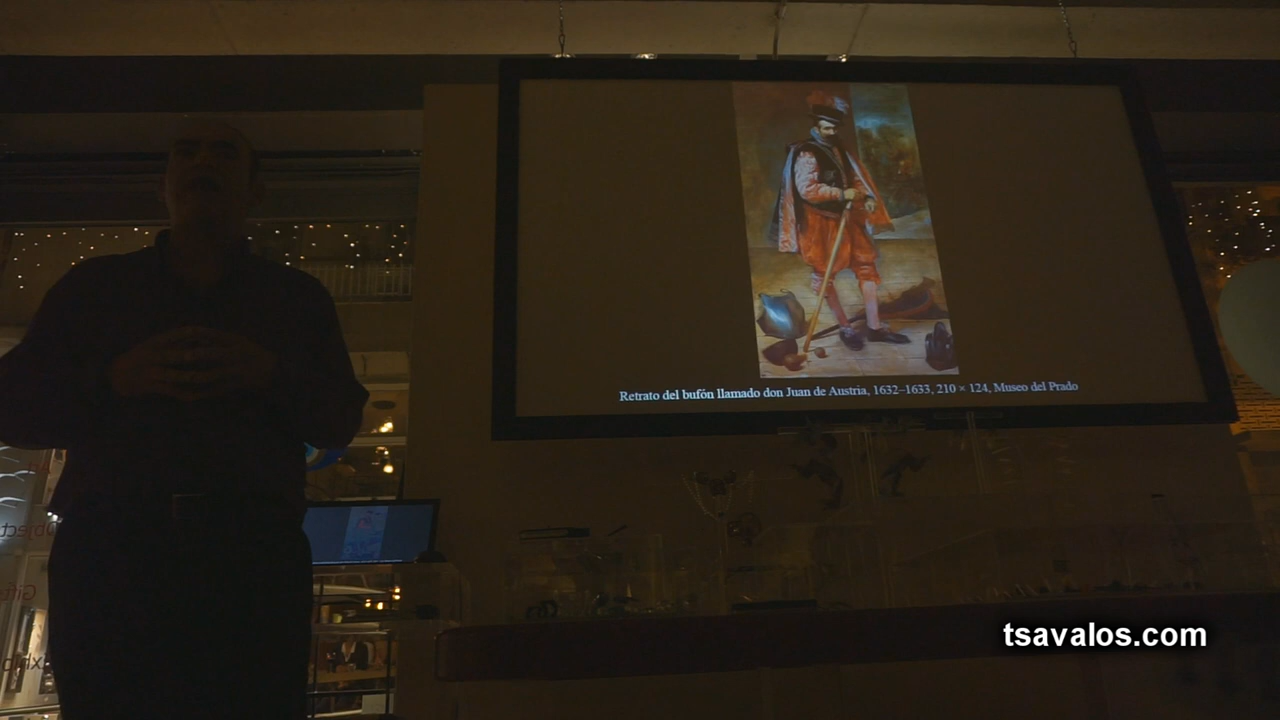 Retrato del bufón llamado don Juan de Austria, 1632–1633, 210 × 124, Museo del Prado
tsavalos.com